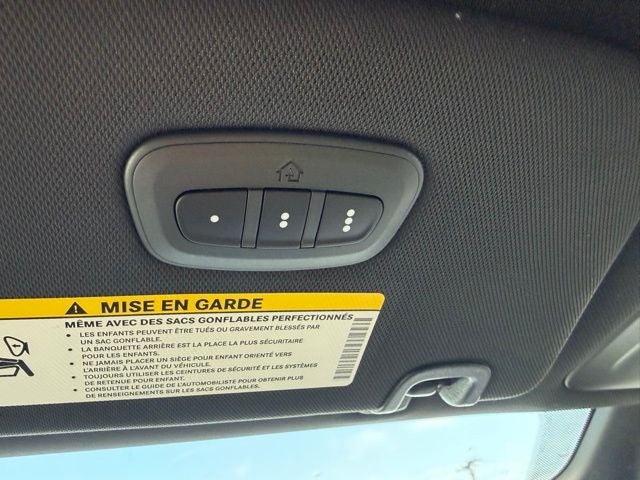 MISE EN GARDE
MÊME AVEC DES SACS GONFLABLES PERFECTIONNÉS
• LES ENFANTS PEUVENT ÊTRE TUÉS OU GRAVEMENT BLESSÉS PAR
UN SAC GONFLABLE.
• LA BANQUETTE ARRIÈRE EST LA PLACE LA PLUS SÉCURITAIRE
POUR LES ENFANTS.
• NE JAMAIS PLACER UN SIÈGE POUR ENFANT ORIENTÉ VERS
L'ARRIÈRE À L'AVANT DU VÉHICULE.
• TOUJOURS UTILISER LES CEINTURES DE SÉCURITÉ ET LES SYSTÈMES
DE RETENUE POUR ENFANT.
• CONSULTER LE GUIDE DE L'AUTOMOBILISTE POUR OBTENIR PLUS
DE RENSEIGNEMENTS SUR LES SACS GONFLABLES.